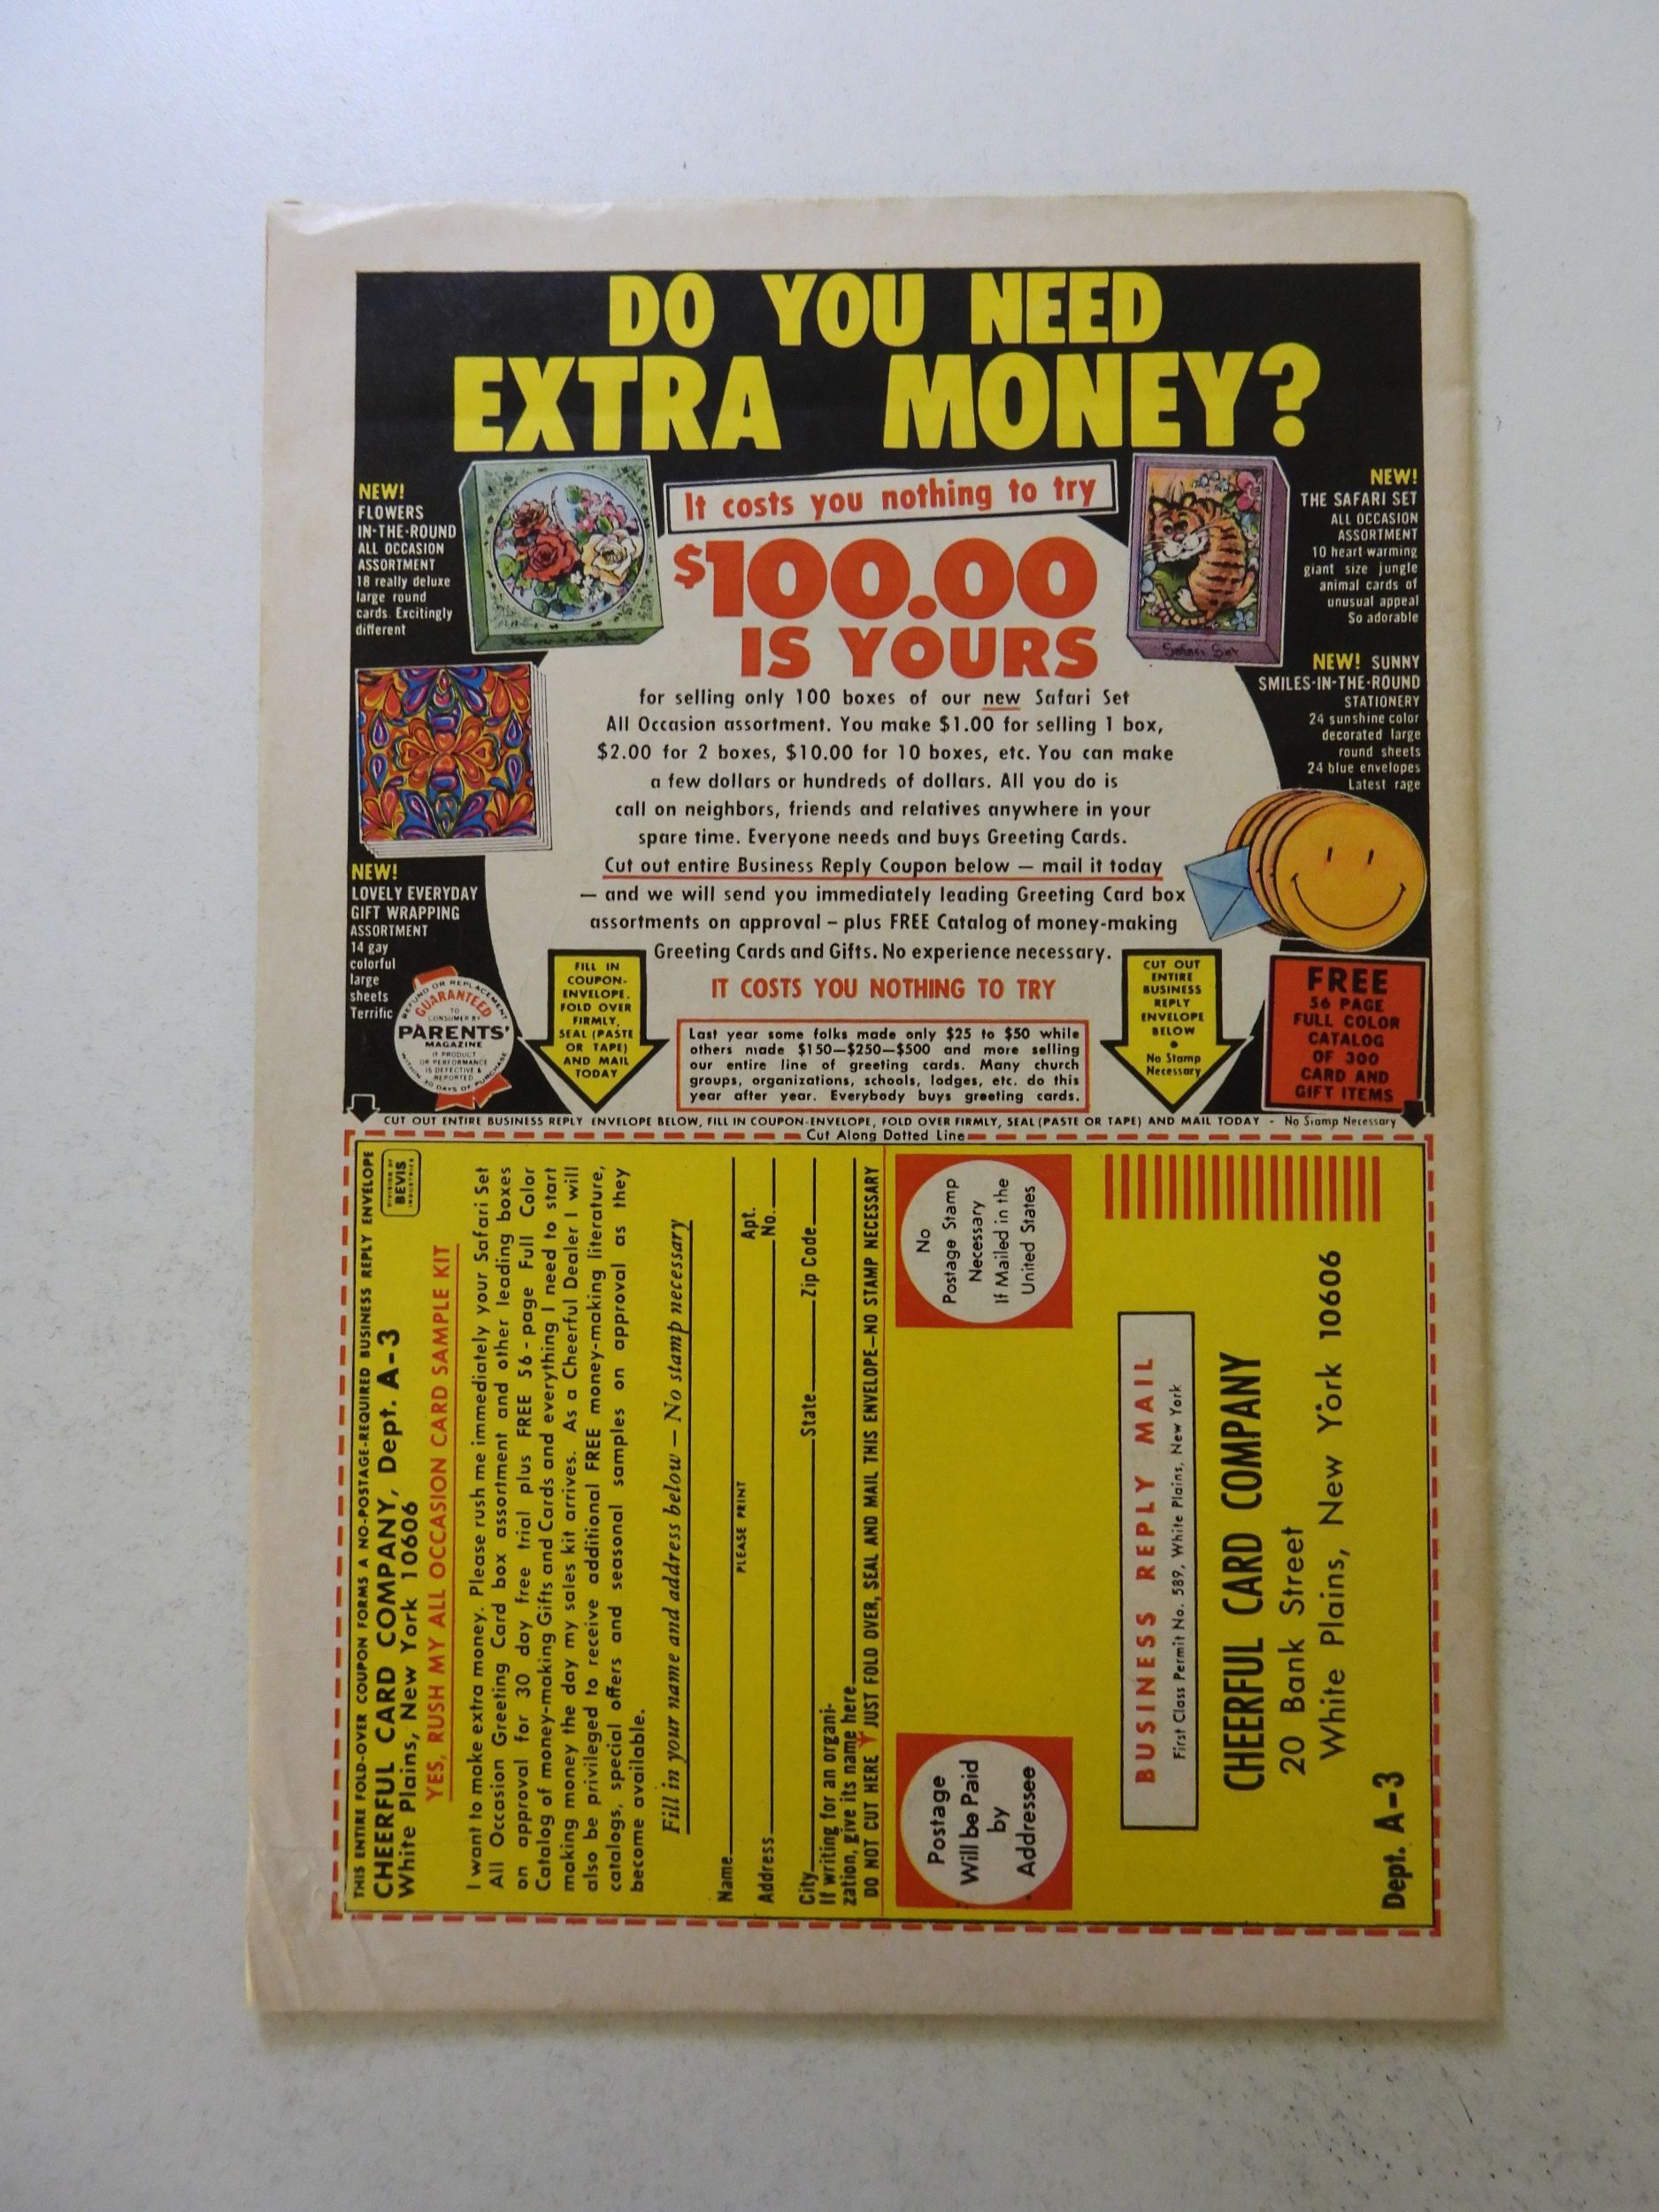 DO YOU NEED
EXTRA MONEY?
NEW!
FLOWERS
IN-THE-ROUND
ALL OCCASION
ASSORTMENT
18 really deluxe
large round
cards. Excitingly
different
It costs you nothing to try
$100.00
IS YOURS
Safari Set
NEW!
THE SAFARI SET
ALL OCCASION
ASSORTMENT
10 heart warming
giant size jungle
animal cards of
unusual appeal
So adorable
NEW! SUNNY
SMILES-IN-THE-ROUND
STATIONERY
24 sunshine color
decorated large
round sheets
24 blue envelopes
Latest rage
for selling only 100 boxes of our new Safari Set
All Occasion assortment. You make $1.00 for selling 1 box,
$2.00 for 2 boxes, $10.00 for 10 boxes, etc. You can make
a few dollars or hundreds of dollars. All you do is
call on neighbors, friends and relatives anywhere in your
spare time. Everyone needs and buys Greeting Cards.
Cut out entire Business Reply Coupon below — mail it today
— and we will send you immediately leading Greeting Card box
assortments on approval – plus FREE Catalog of money-making
Greeting Cards and Gifts. No experience necessary.
IT COSTS YOU NOTHING TO TRY
NEW!
LOVELY EVERYDAY
GIFT WRAPPING
ASSORTMENT
14 gay
colorful
large
sheets
Terrific
REFUND OR REPLACEMENT
GUARANTEED
TO
CONSUMER BY
PARENTS'
MAGAZINE
IF PRODUCT
OR PERFORMANCE
IS DEFECTIVE &
REPORTED
WITHIN 30 DAYS OF PURCHASE
FILL IN
COUPON-
ENVELOPE.
FOLD OVER
FIRMLY,
SEAL (PASTE
OR TAPE)
AND MAIL
TODAY
Last year some folks made only $25 to $50 while
others made $150—$250—$500 and more selling
our entire line of greeting cards. Many church
groups, organizations, schools, lodges, etc. do this
year after year. Everybody buys greeting cards.
CUT OUT
ENTIRE
BUSINESS
REPLY
ENVELOPE
BELOW
•
No Stamp
Necessary
FREE
56 PAGE
FULL COLOR
CATALOG
OF 300
CARD AND
GIFT ITEMS
CUT OUT ENTIRE BUSINESS REPLY ENVELOPE BELOW, FILL IN COUPON-ENVELOPE, FOLD OVER FIRMLY, SEAL (PASTE OR TAPE) AND MAIL TODAY - No Stamp Necessary
Cut Along Dotted Line
THIS ENTIRE FOLD-OVER COUPON FORMS A NO-POSTAGE-REQUIRED BUSINESS REPLY ENVELOPE
CHEERFUL CARD COMPANY, Dept. A-3
White Plains, New York 10606
DIVISION OF
BEVIS
INDUSTRIES
YES, RUSH MY ALL OCCASION CARD SAMPLE KIT
I want to make extra money. Please rush me immediately your Safari Set
All Occasion Greeting Card box assortment and other leading boxes
on approval for 30 day free trial plus FREE 56-page Full Color
Catalog of money-making Gifts and Cards and everything I need to start
making money the day my sales kit arrives. As a Cheerful Dealer I will
also be privileged to receive additional FREE money-making literature,
catalogs, special offers and seasonal samples on approval as they
become available.
Fill in your name and address below — No stamp necessary
Name
PLEASE PRINT
Address
Apt.
No.
City State Zip Code
If writing for an organi-
zation, give its name here
DO NOT CUT HERE JUST FOLD OVER, SEAL AND MAIL THIS ENVELOPE—NO STAMP NECESSARY
Postage
Will be Paid
by
Addressee
No
Postage Stamp
Necessary
If Mailed in the
United States
BUSINESS REPLY MAIL
First Class Permit No. 589, White Plains, New York
CHEERFUL CARD COMPANY
20 Bank Street
White Plains, New York 10606
Dept. A-3